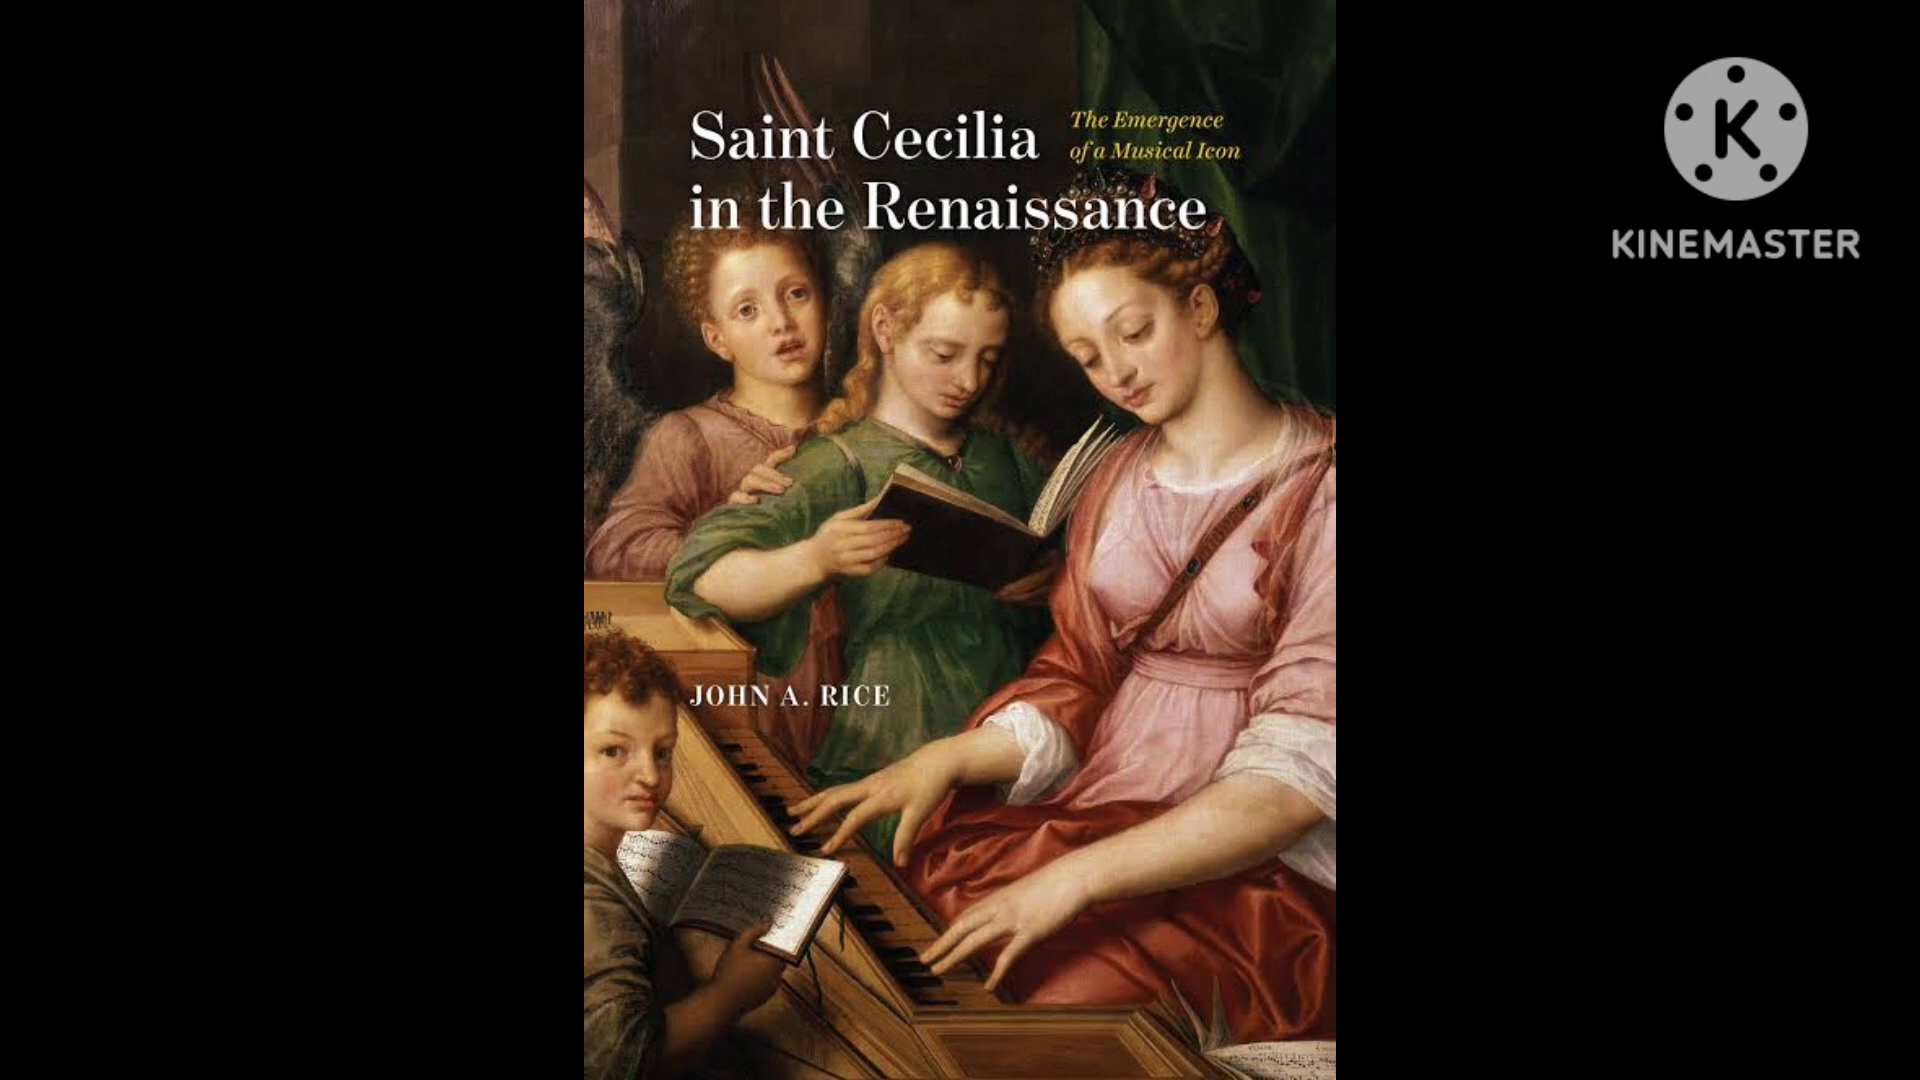 Saint Cecilia
in the Renaissance
The Emergence
of a Musical Icon
JOHN A. RICE
K
KINEMASTER